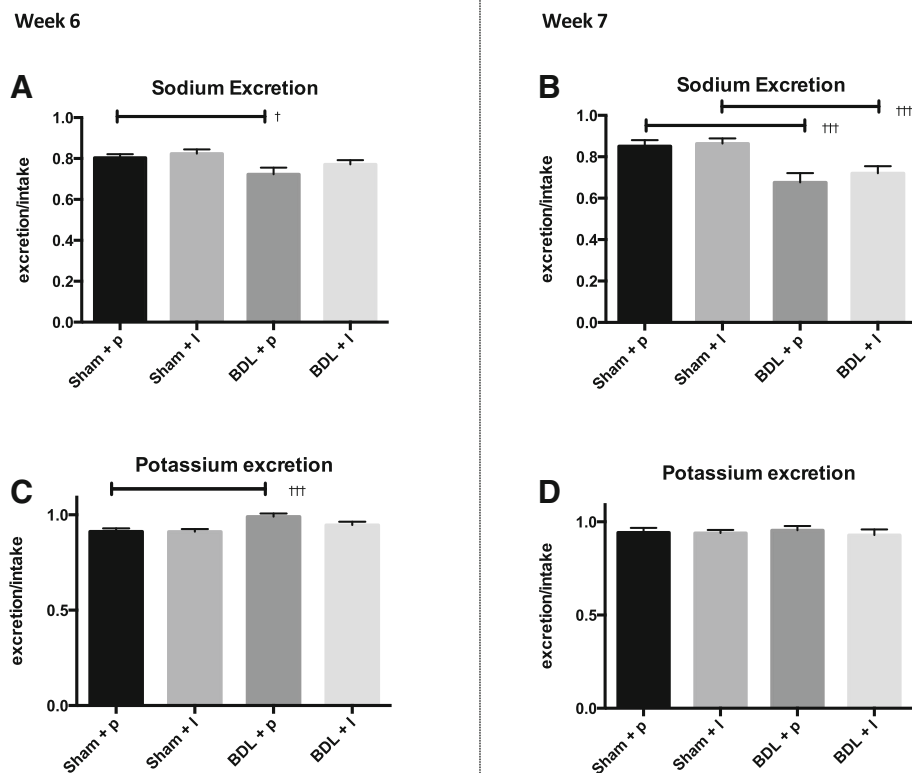 Week 6
Week 7
A
Sodium Excretion
†
excretion/intake
1.0
0.8
0.6
0.4
0.2
0.0
Sham + p
Sham + l
BDL + p
BDL + l
B
Sodium Excretion
†††
†††
excretion/intake
1.0
0.8
0.6
0.4
0.2
0.0
Sham + p
Sham + l
BDL + p
BDL + l
C
Potassium excretion
†††
excretion/intake
1.0
0.5
0.0
Sham + p
Sham + l
BDL + p
BDL + l
D
Potassium excretion
excretion/intake
1.0
0.5
0.0
Sham + p
Sham + l
BDL + p
BDL + l